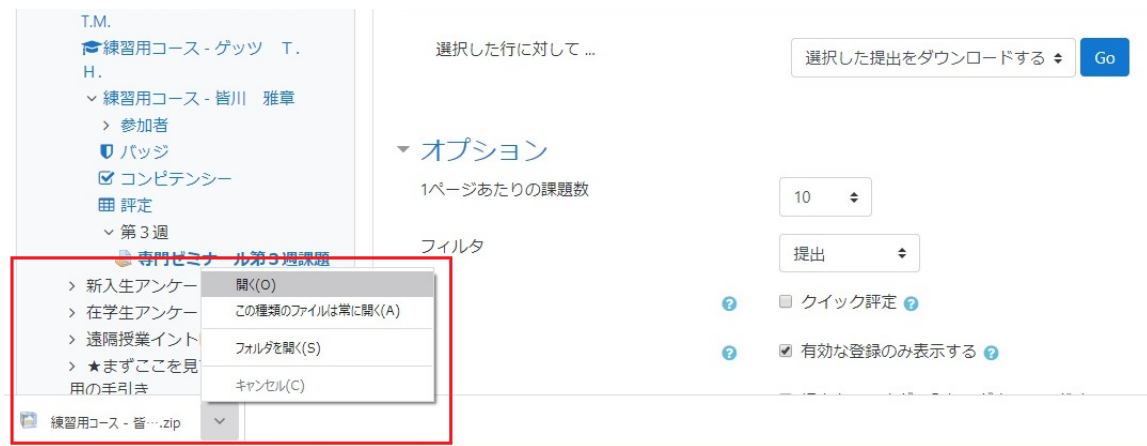 T.M.
練習用コース - ゲッツ　T.
H.
練習用コース - 皆川　雅章
参加者
バッジ
コンピテンシー
評定
第3週
専門ゼミナール第3週課題
新入生アンケー
在学生アンケー
遠隔授業イント
★まずここを見
用の手引き
開く(O)
この種類のファイルは常に開く(A)
フォルダを開く(S)
キャンセル(C)
練習用コース - 皆….zip
選択した行に対して ...
選択した提出をダウンロードする
Go
オプション
1ページあたりの課題数
10
フィルタ
提出
クイック評定
有効な登録のみ表示する